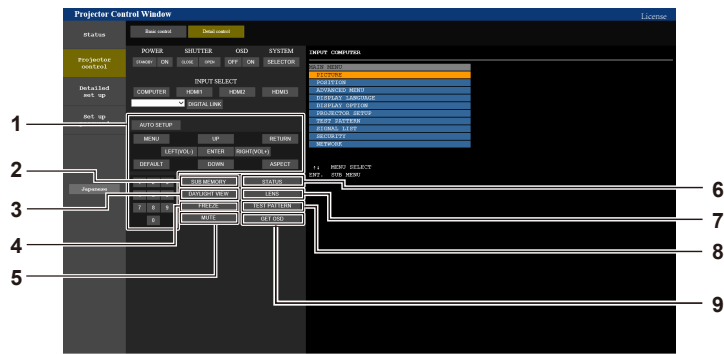 Projector Control Window
License
Status
Projector control
Detailed set up
Set up
Japanese
Basic control
Detail control
POWER SHUTTER OSD SYSTEM
STANDBY ON CLOSE OPEN OFF ON SELECTOR
INPUT SELECT
COMPUTER HDMI1 HDMI2 HDMI3
DIGITAL LINK
AUTO SETUP
MENU UP RETURN
LEFT(VOL-) ENTER RIGHT(VOL+)
DEFAULT DOWN ASPECT
SUB MEMORY STATUS
DAYLIGHT VIEW LENS
7 8 9 FREEZE TEST PATTERN
0 MUTE GET OSD
INPUT COMPUTER
MAIN MENU
PICTURE
POSITION
ADVANCED MENU
DISPLAY LANGUAGE
DISPLAY OPTION
PROJECTOR SETUP
TEST PATTERN
SIGNAL LIST
SECURITY
NETWORK
↑↓ MENU SELECT
ENT. SUB MENU
1
2
3
4
5
6
7
8
9